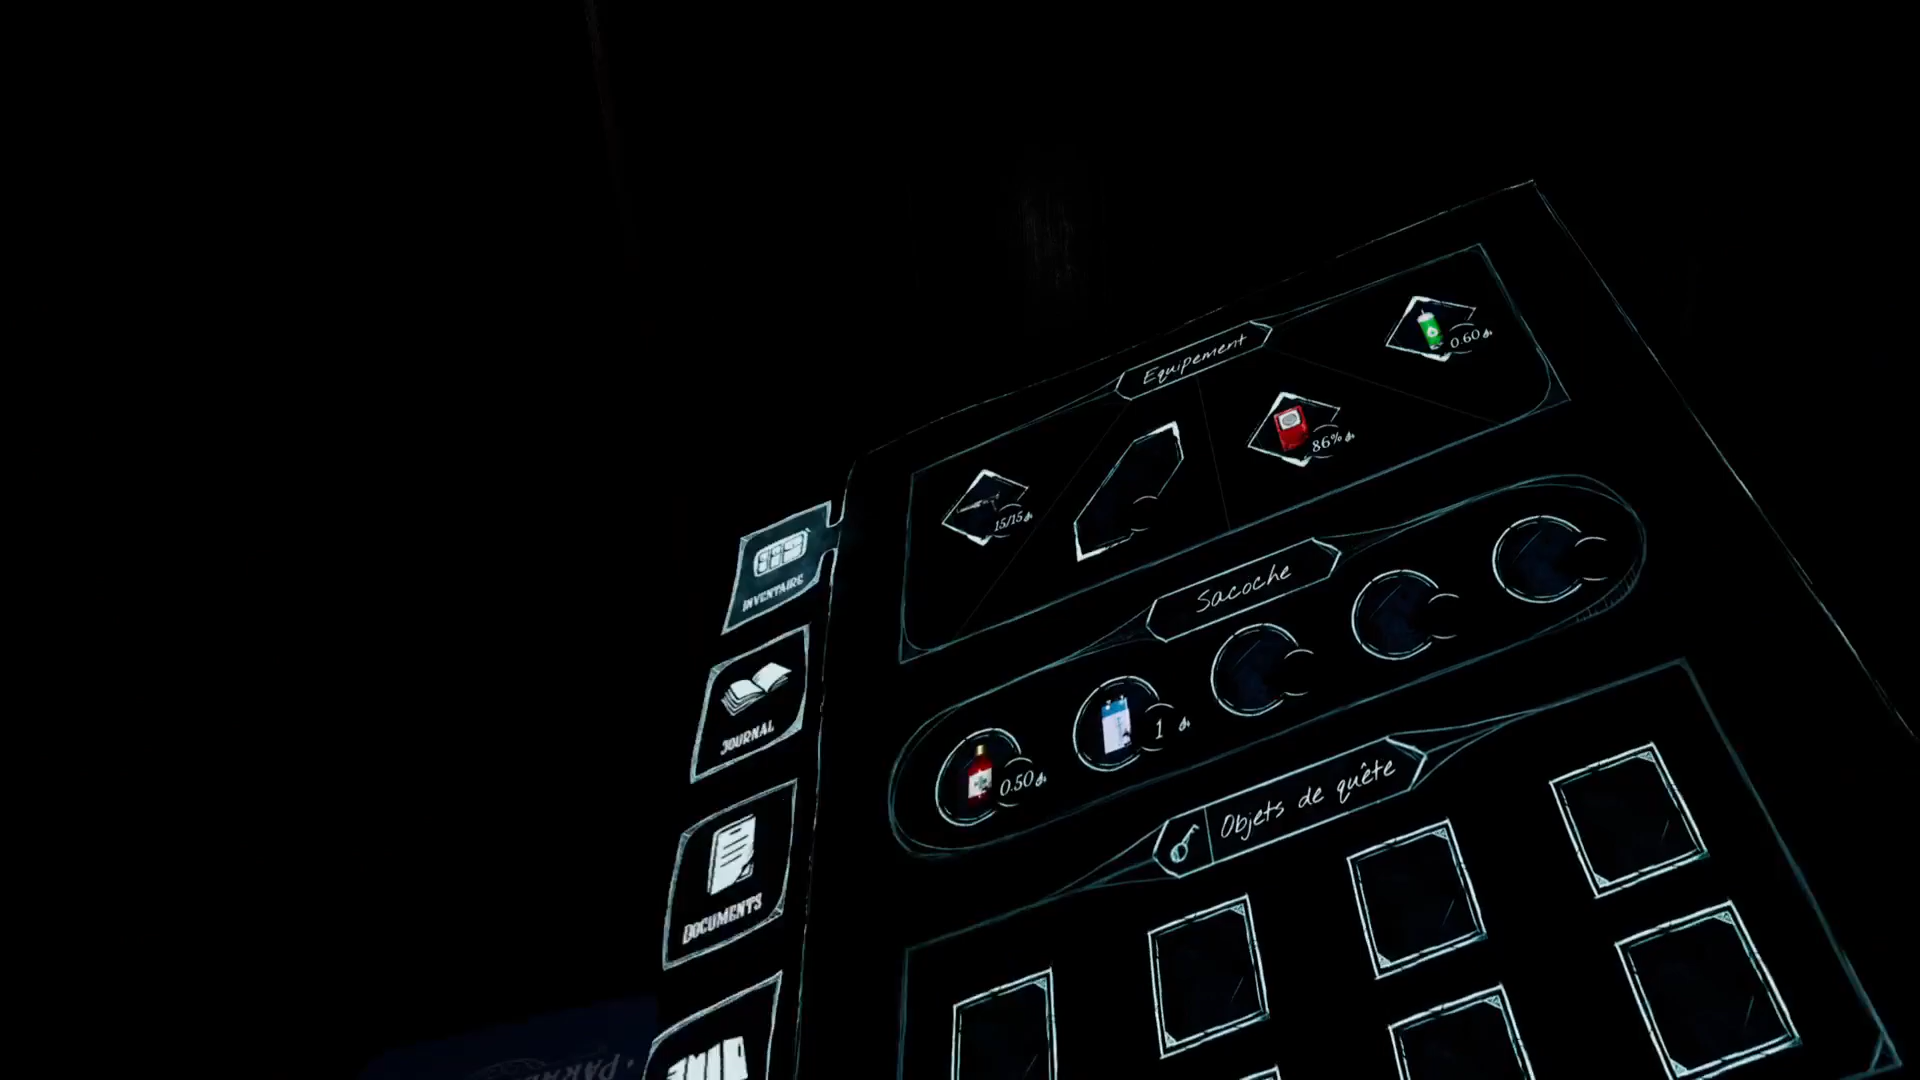 Equipement
0.60
86%
15/15
INVENTAIRE
Sacoche
JOURNAL
0.50
1
Objets de quête
DOCUMENTS